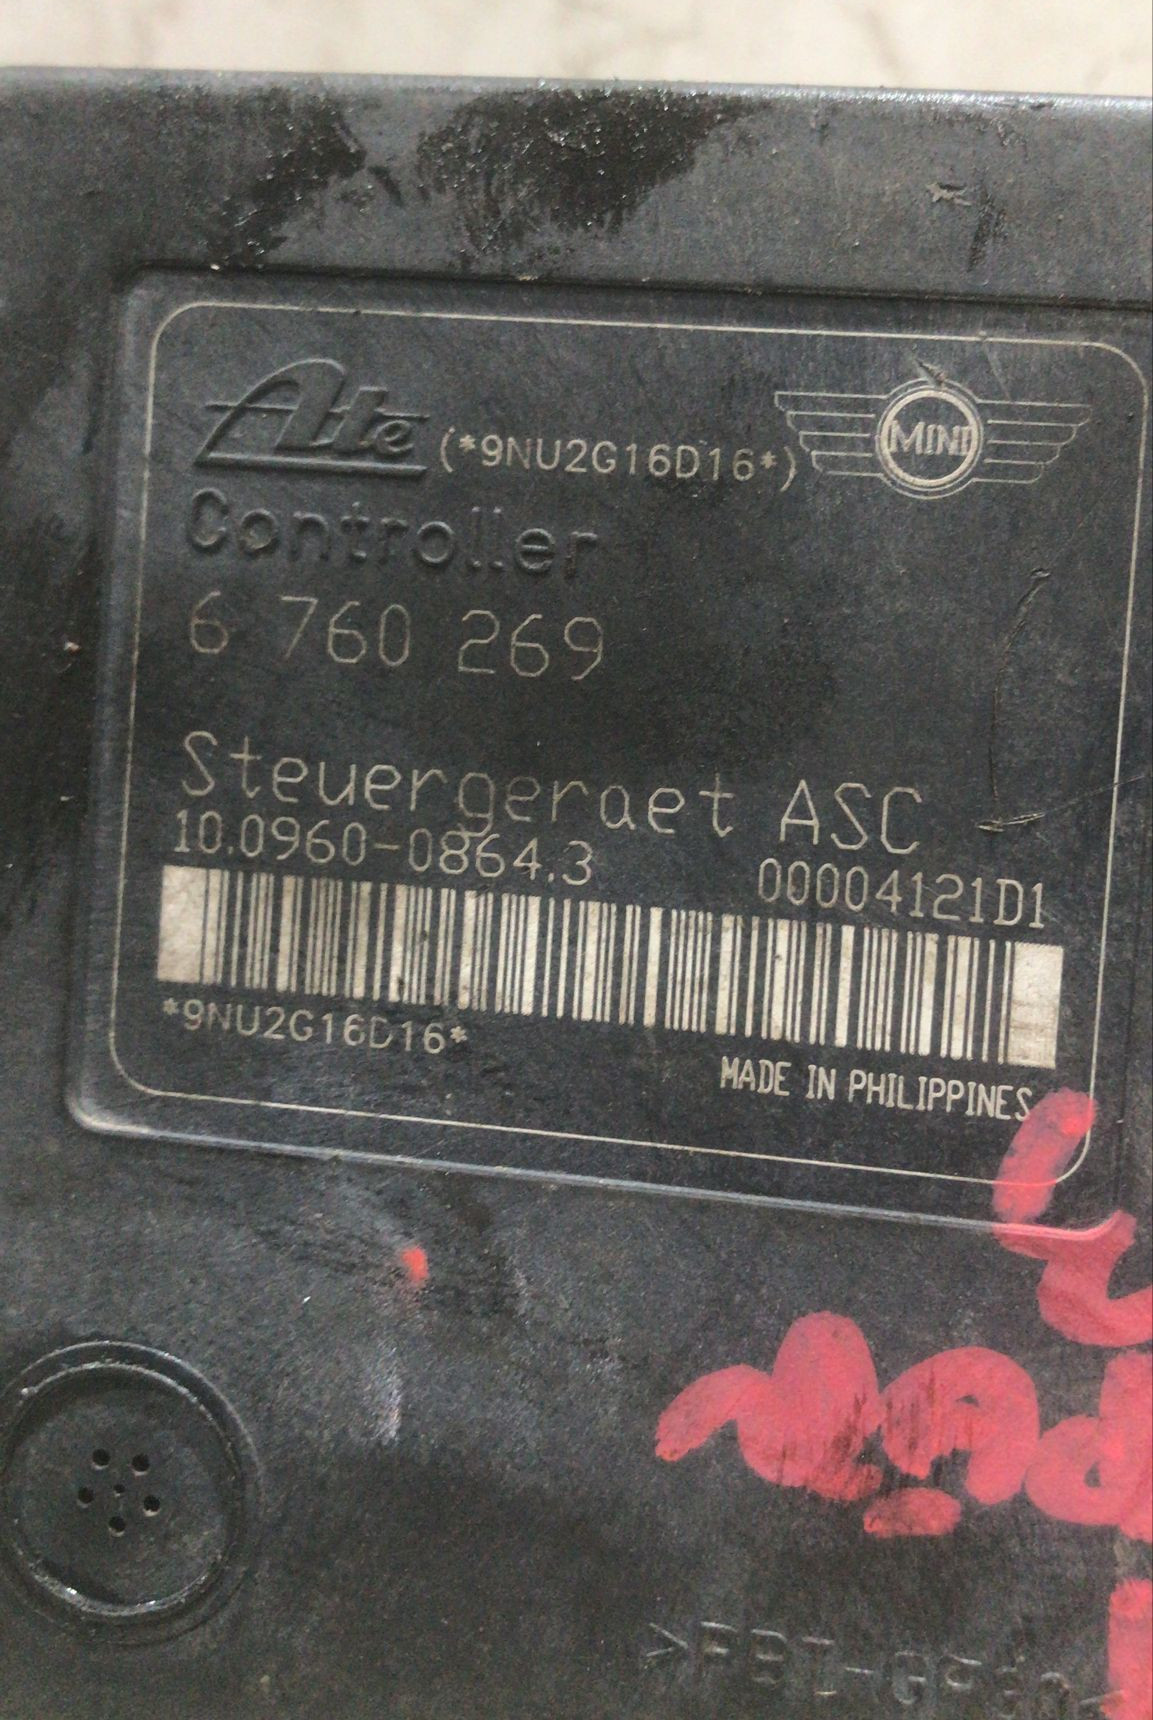 Ate (*9NU2G16D16*) MINI
Controller
6 760 269
Steuergeraet ASC
10.0960-0864.3 00004121D1
*9NU2G16D16*
MADE IN PHILIPPINES